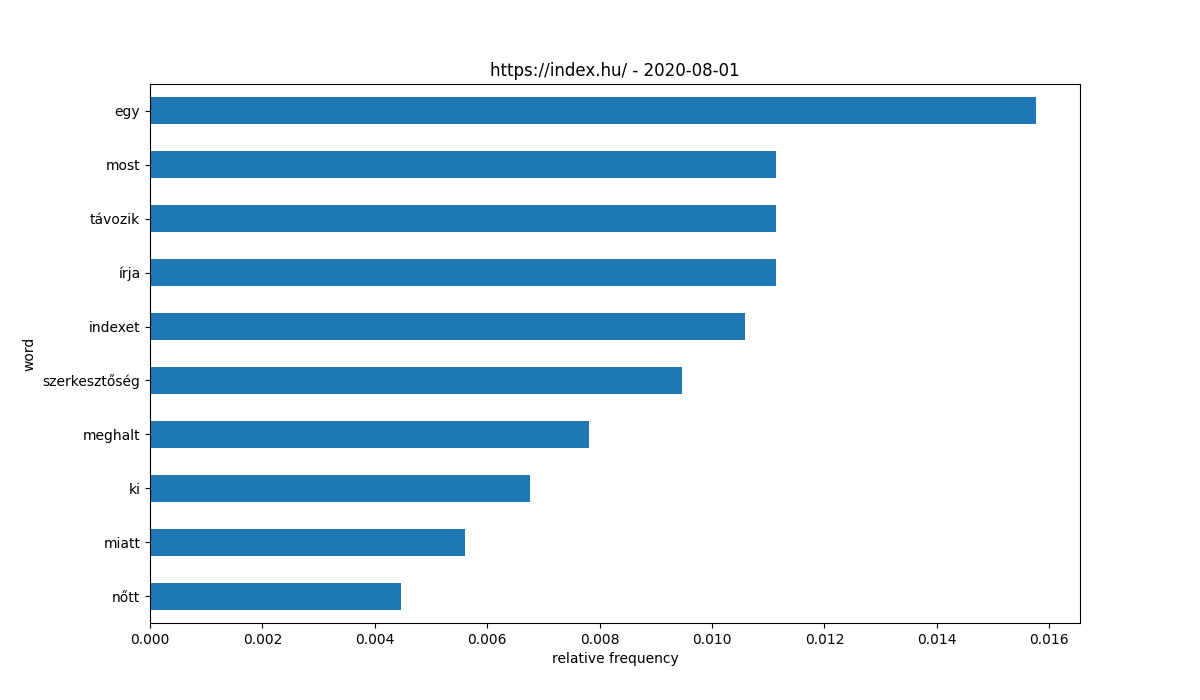 https://index.hu/ - 2020-08-01
word
egy
most
távozik
írja
indexet
szerkesztőség
meghalt
ki
miatt
nőtt
0.000 0.002 0.004 0.006 0.008 0.010 0.012 0.014 0.016
relative frequency